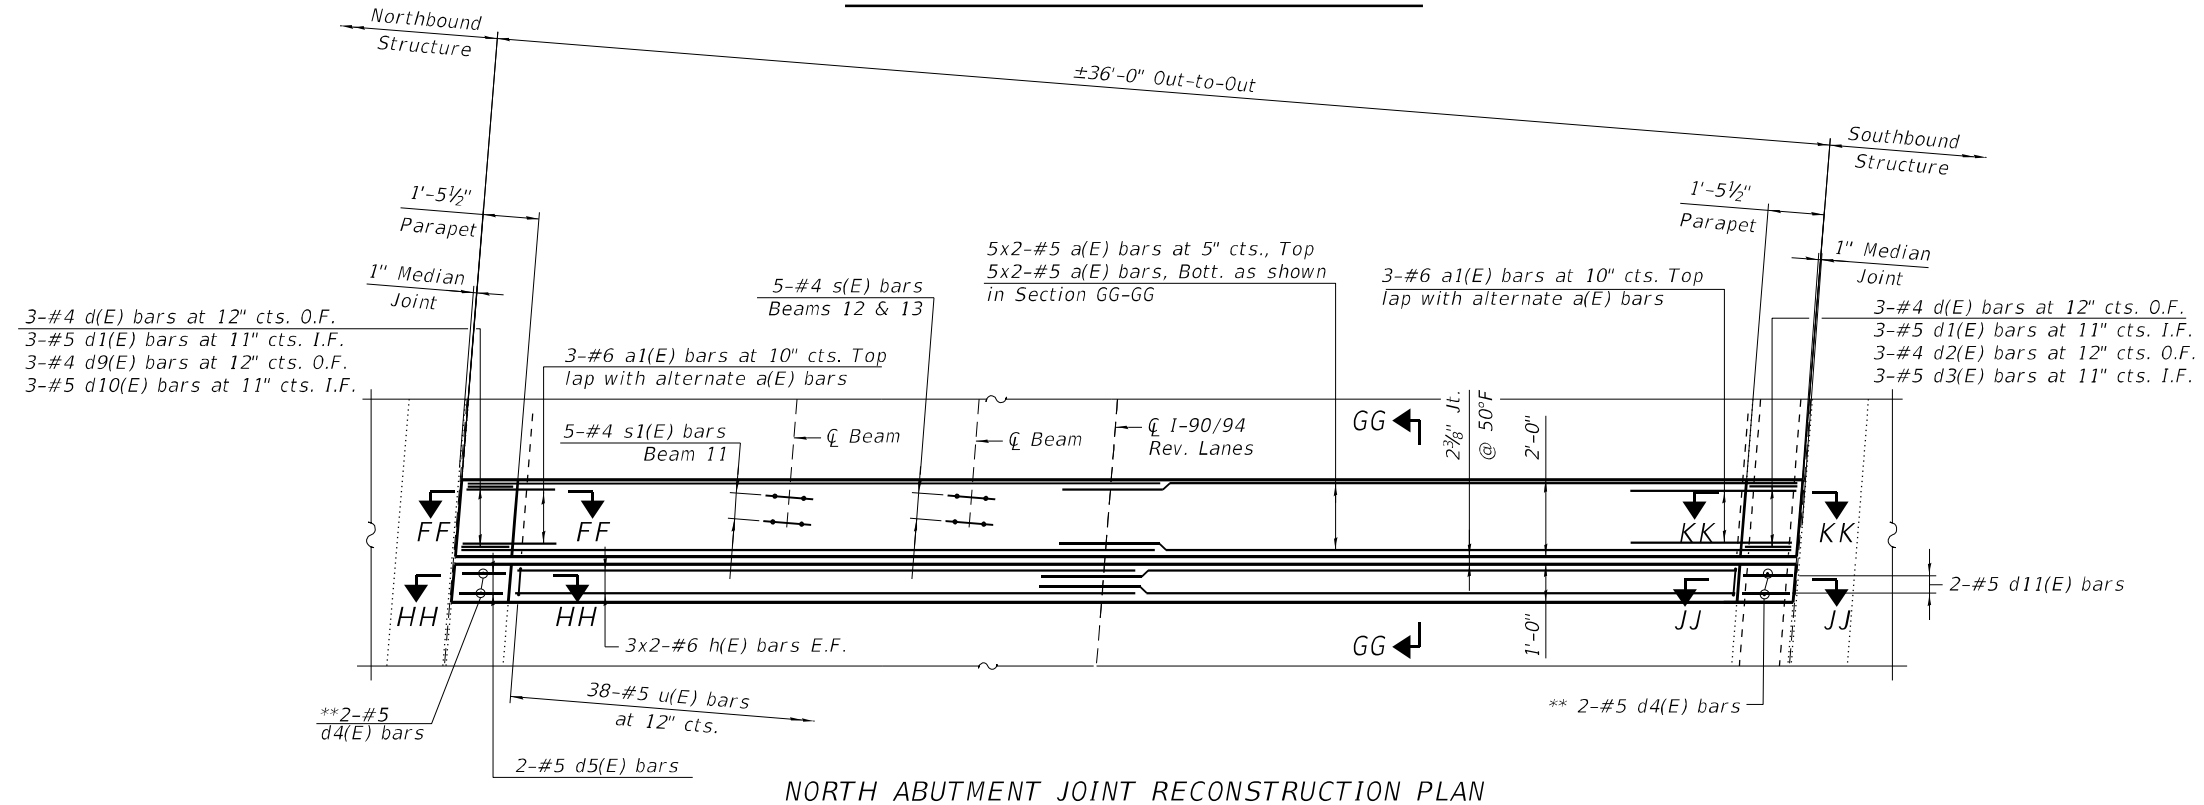 Northbound
Structure
±36'-0" Out-to-Out
Southbound
Structure
1'-5½"
Parapet
1'-5½"
Parapet
1" Median
Joint
1" Median
Joint
3-#4 d(E) bars at 12" cts. O.F.
3-#5 d1(E) bars at 11" cts. I.F.
3-#4 d9(E) bars at 12" cts. O.F.
3-#5 d10(E) bars at 11" cts. I.F.
3-#6 a1(E) bars at 10" cts. Top
lap with alternate a(E) bars
5-#4 s(E) bars
Beams 12 & 13
5x2-#5 a(E) bars at 5" cts., Top
5x2-#5 a(E) bars, Bott. as shown
in Section GG-GG
3-#6 a1(E) bars at 10" cts. Top
lap with alternate a(E) bars
3-#4 d(E) bars at 12" cts. O.F.
3-#5 d1(E) bars at 11" cts. I.F.
3-#4 d2(E) bars at 12" cts. O.F.
3-#5 d3(E) bars at 11" cts. I.F.
5-#4 s1(E) bars
Beam 11
℄ Beam
℄ Beam
℄ I-90/94
Rev. Lanes
GG
2⅜" Jt.
@ 50°F
2'-0"
FF
FF
KK
KK
HH
HH
JJ
JJ
2-#5 d11(E) bars
3x2-#6 h(E) bars E.F.
GG
1'-0"
38-#5 u(E) bars
at 12" cts.
**2-#5
d4(E) bars
** 2-#5 d4(E) bars
2-#5 d5(E) bars
NORTH ABUTMENT JOINT RECONSTRUCTION PLAN